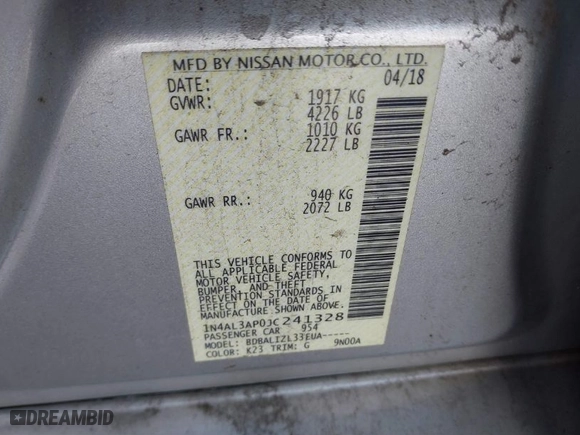 MFD BY NISSAN MOTOR CO., LTD.
DATE: 04/18
GVWR: 1917 KG
4226 LB
GAWR FR.: 1010 KG
2227 LB
GAWR RR.: 940 KG
2072 LB
THIS VEHICLE CONFORMS TO
ALL APPLICABLE FEDERAL
MOTOR VEHICLE SAFETY,
BUMPER, AND THEFT
PREVENTION STANDARDS IN
EFFECT ON THE DATE OF
MANUFACTURE SHOWN ABOVE.
1N4AL3AP0JC241328
PASSENGER CAR 954
MODEL: BDBALIZL33EUA-----
COLOR: K23 TRIM: G 9N00A
DREAMBID